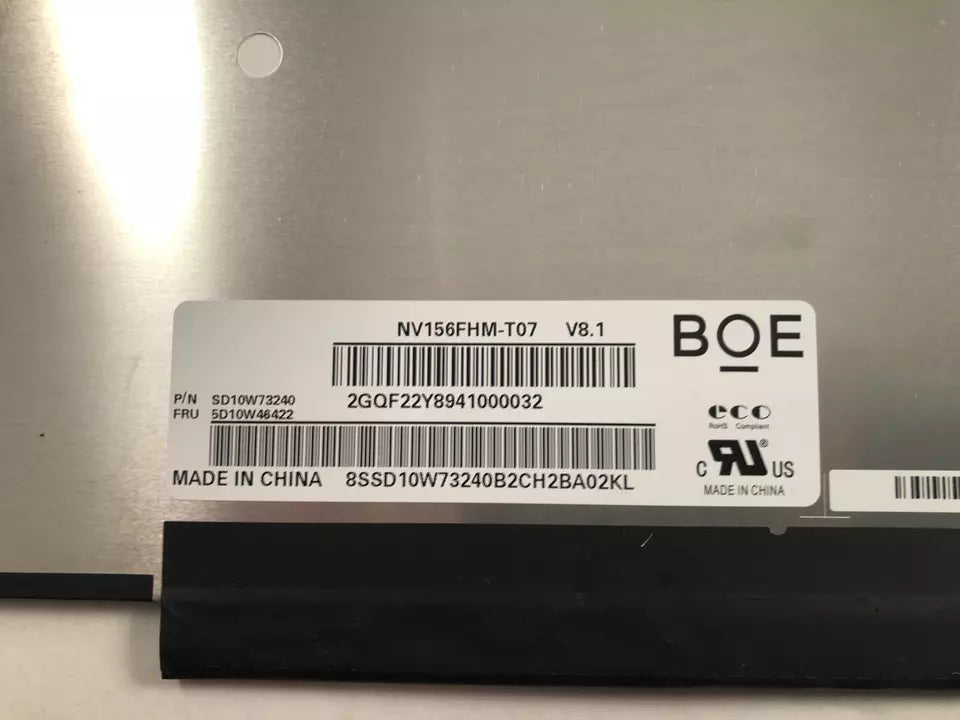 NV156FHM-T07 V8.1
BOE
P/N SD10W73240
2GQF22Y8941000032
FRU 5D10W46422
eco
RoHS Compliant
C RU® US
MADE IN CHINA 8SSD10W73240B2CH2BA02KL
MADE IN CHINA